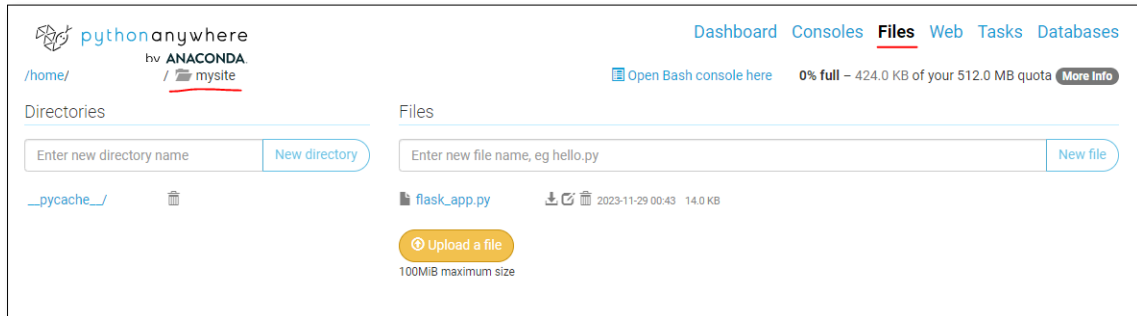 pythonanywhere
by ANACONDA.
Dashboard Consoles Files Web Tasks Databases
/home/ / mysite
Open Bash console here 0% full – 424.0 KB of your 512.0 MB quota More Info
Directories
Enter new directory name New directory
__pycache__/
Files
Enter new file name, eg hello.py New file
flask_app.py 2023-11-29 00:43 14.0 KB
Upload a file
100MiB maximum size